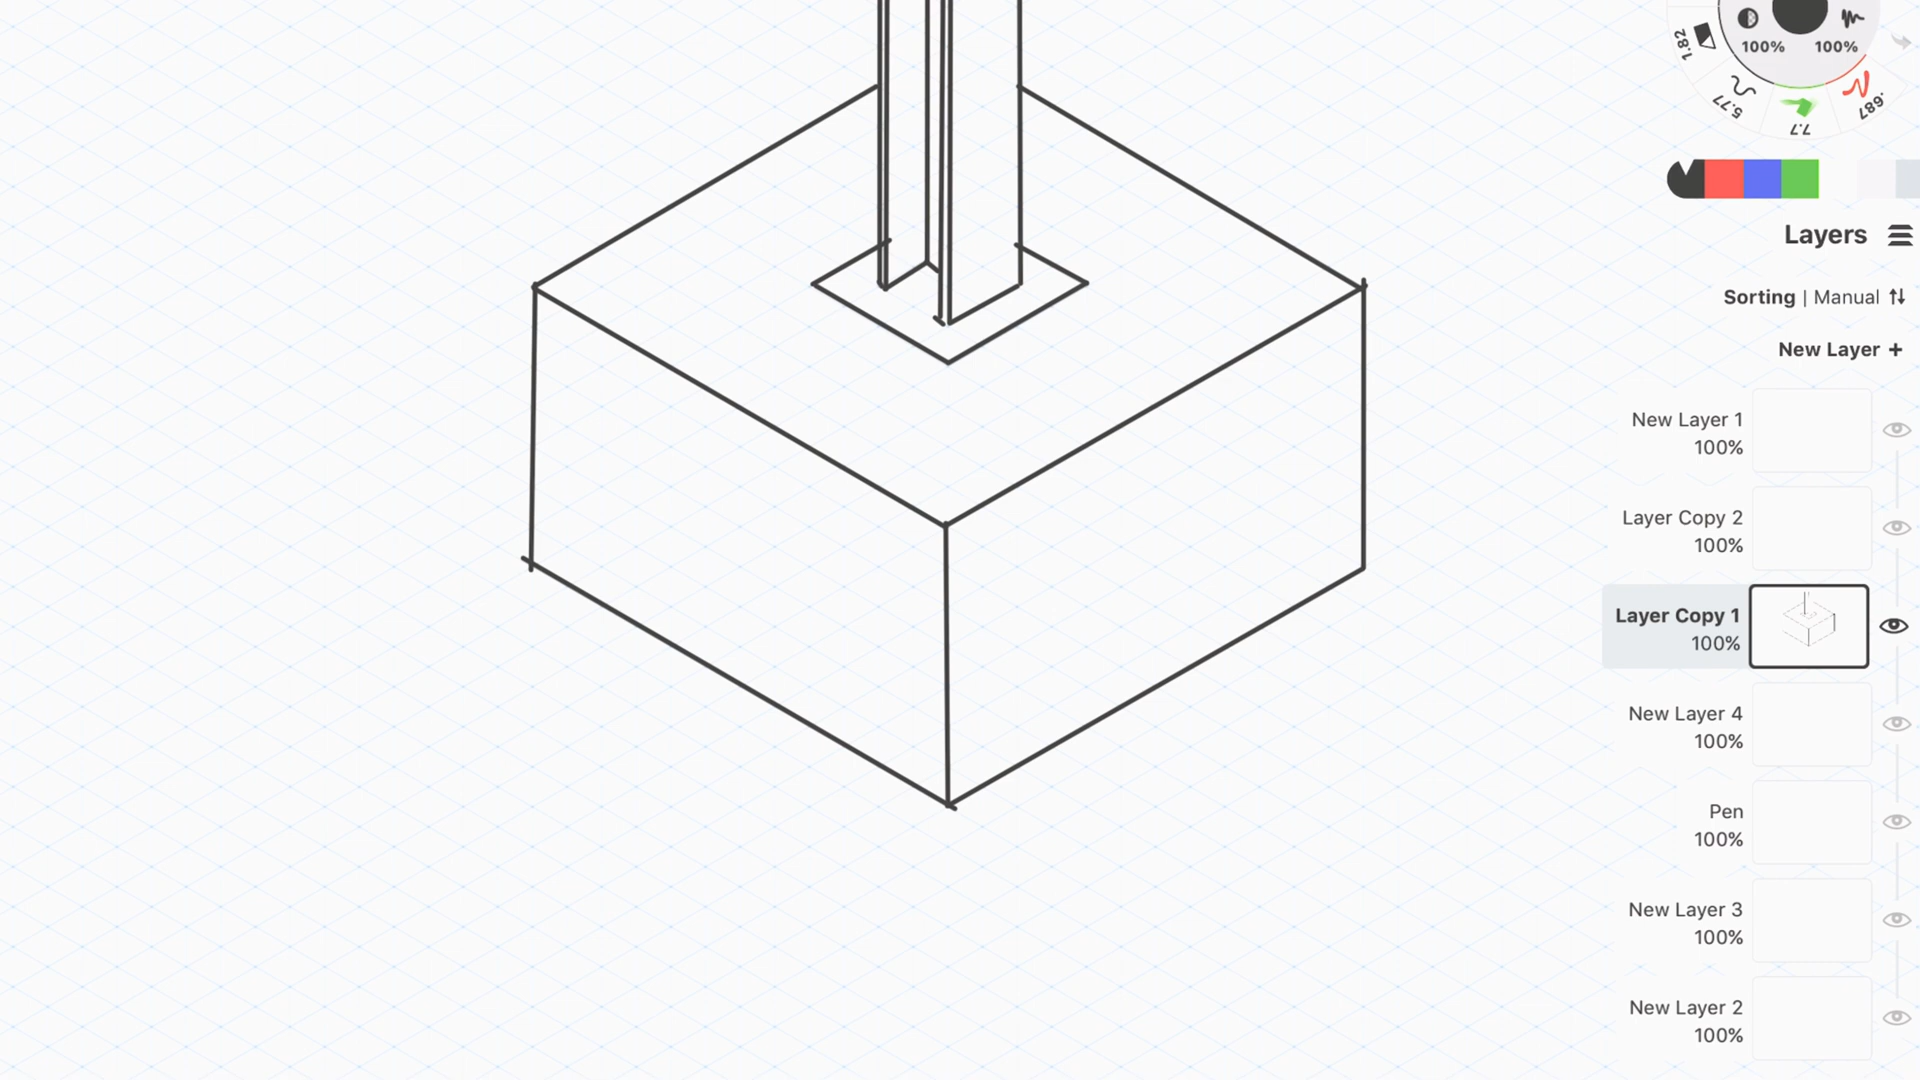 1.82
100%
100%
5.77
7.7
.687
Layers
Sorting | Manual
New Layer +
New Layer 1
100%
Layer Copy 2
100%
Layer Copy 1
100%
New Layer 4
100%
Pen
100%
New Layer 3
100%
New Layer 2
100%